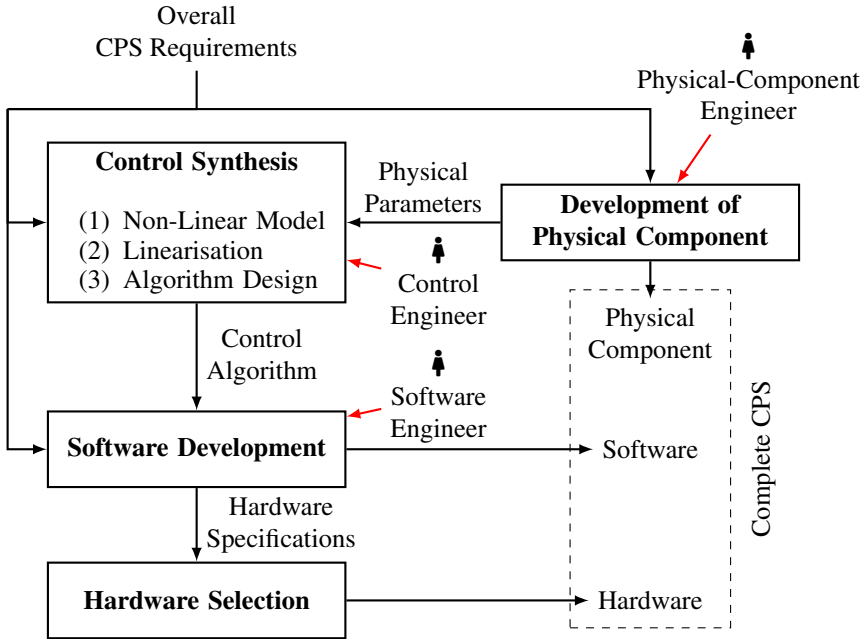 Overall
CPS Requirements
Physical-Component
Engineer
Control Synthesis
(1) Non-Linear Model
(2) Linearisation
(3) Algorithm Design
Physical
Parameters
Development of
Physical Component
Control
Engineer
Physical
Component
Control
Algorithm
Software
Engineer
Software Development
Software
Complete CPS
Hardware
Specifications
Hardware Selection
Hardware